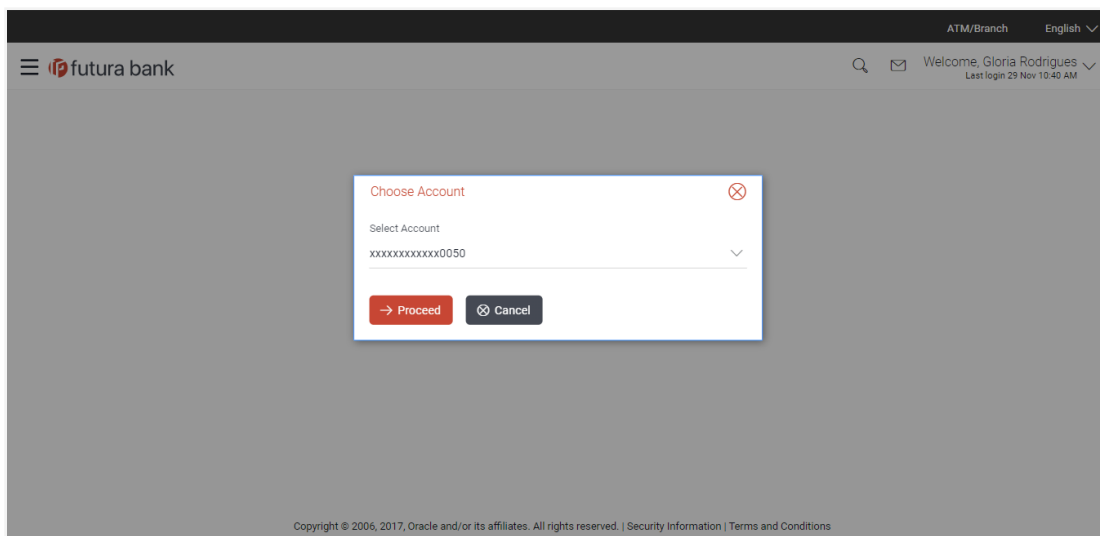 ATM/Branch English
futura bank Welcome, Gloria Rodrigues
Last login 29 Nov 10:40 AM
Choose Account
Select Account
xxxxxxxxxxxx0050
Proceed Cancel
Copyright © 2006, 2017, Oracle and/or its affiliates. All rights reserved. | Security Information | Terms and Conditions